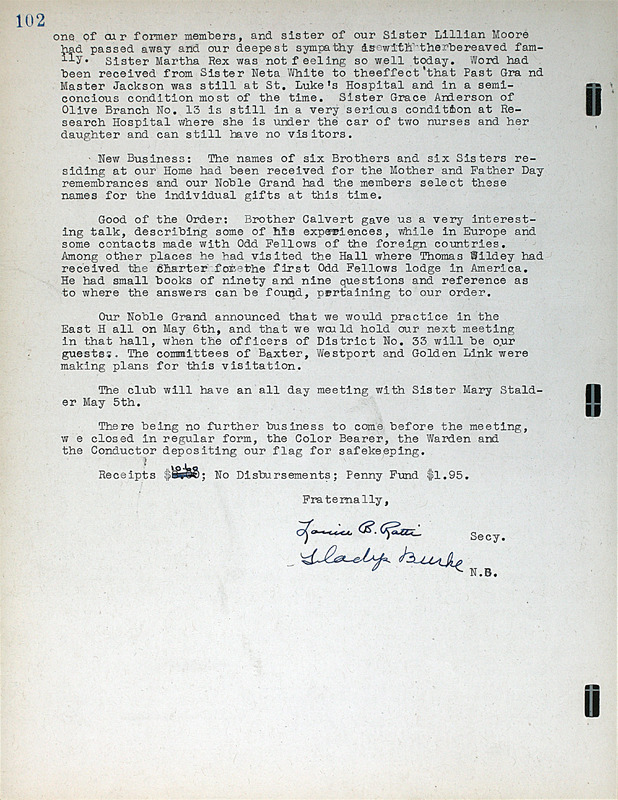 102
one of our former members, and sister of our Sister Lillian Moore
had passed away and our deepest sympathy is with the bereaved fam-
ily. Sister Martha Rex was not feeling so well today. Word had
been received from Sister Neta White to theeffect that Past Gra nd
Master Jackson was still at St. Luke's Hospital and in a semi-
concious condition most of the time. Sister Grace Anderson of
Olive Branch No. 13 is still in a very serious condition at Re-
search Hospital where she is under the car of two nurses and her
daughter and can still have no visitors.
New Business: The names of six Brothers and six Sisters re-
siding at our Home had been received for the Mother and Father Day
remembrances and our Noble Grand had the members select these
names for the individual gifts at this time.
Good of the Order: Brother Calvert gave us a very interest-
ing talk, describing some of his experiences, while in Europe and
some contacts made with Odd Fellows of the foreign countries.
Among other places he had visited the Hall where Thomas Wildey had
received the Charter for the first Odd Fellows lodge in America.
He had small books of ninety and nine questions and reference as
to where the answers can be found, pertaining to our order.
Our Noble Grand announced that we would practice in the
East H all on May 6th, and that we would hold our next meeting
in that hall, when the officers of District No. 33 will be our
guests. The committees of Baxter, Westport and Golden Link were
making plans for this visitation.
The club will have an all day meeting with Sister Mary Stald-
er May 5th.
There being no further business to come before the meeting,
w e closed in regular form, the Color Bearer, the Warden and
the Conductor depositing our flag for safekeeping.
Receipts $10.60; No Disbursements; Penny Fund $1.95.
Fraternally,
B. Ratti Secy.
Gladys Burke N.G.